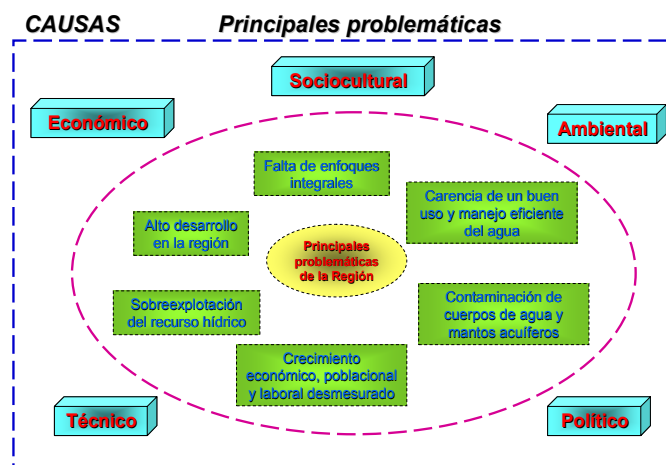 CAUSAS Principales problemáticas
Sociocultural
Económico
Ambiental
Falta de enfoques
integrales
Carencia de un buen
uso y manejo eficiente
del agua
Alto desarrollo
en la región
Principales
problemáticas
de la Región
Sobreexplotación
del recurso hídrico
Contaminación de
cuerpos de agua y
mantos acuíferos
Crecimiento
económico, poblacional
y laboral desmesurado
Técnico
Político